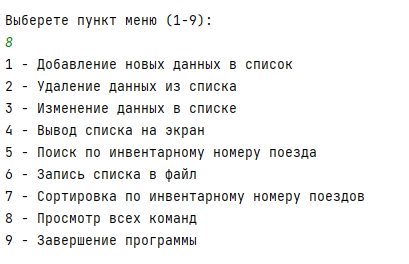 Выберете пункт меню (1-9):
8
1 - Добавление новых данных в список
2 - Удаление данных из списка
3 - Изменение данных в списке
4 - Вывод списка на экран
5 - Поиск по инвентарному номеру поезда
6 - Запись списка в файл
7 - Сортировка по инвентарному номеру поездов
8 - Просмотр всех команд
9 - Завершение программы